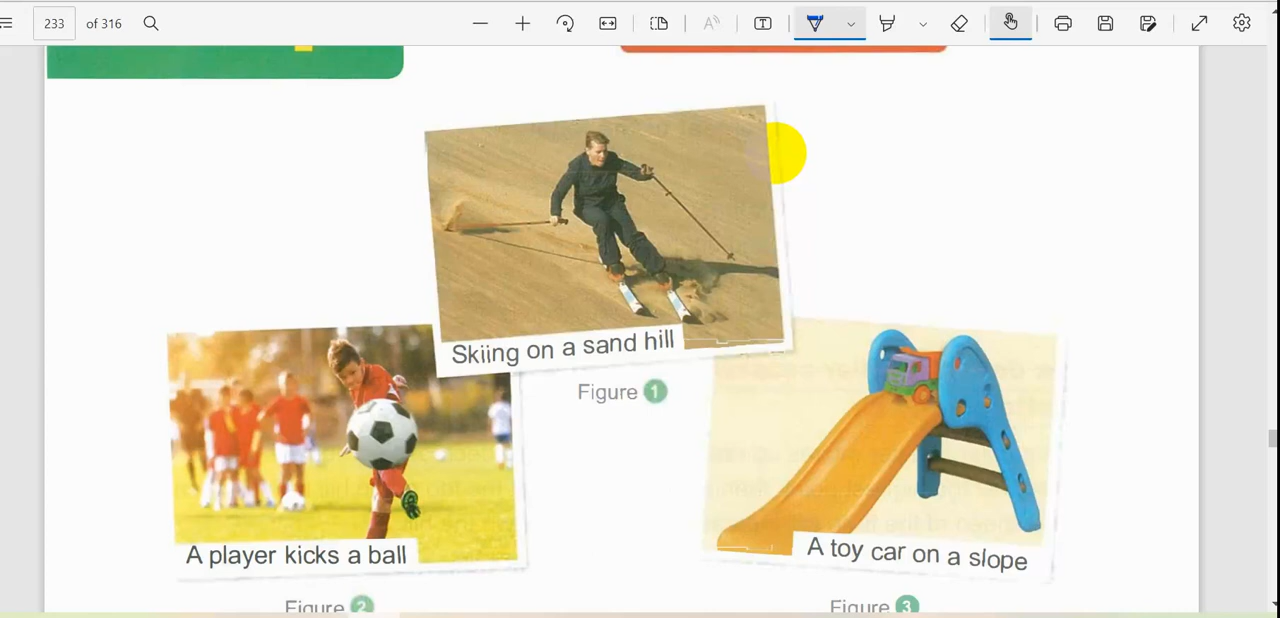 233 of 316
Skiing on a sand hill
Figure 1
A player kicks a ball
Figure 2
A toy car on a slope
Figure 3